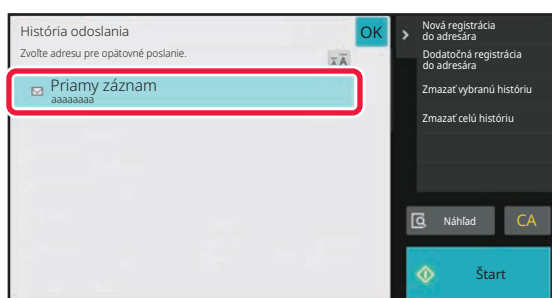 História odoslania
OK
Zvoľte adresu pre opätovné poslanie.
Priamy záznam
aaaaaaaa
Nová registrácia
do adresára
Dodatočná registrácia
do adresára
Zmazať vybranú históriu
Zmazať celú históriu
Náhľad
CA
Štart